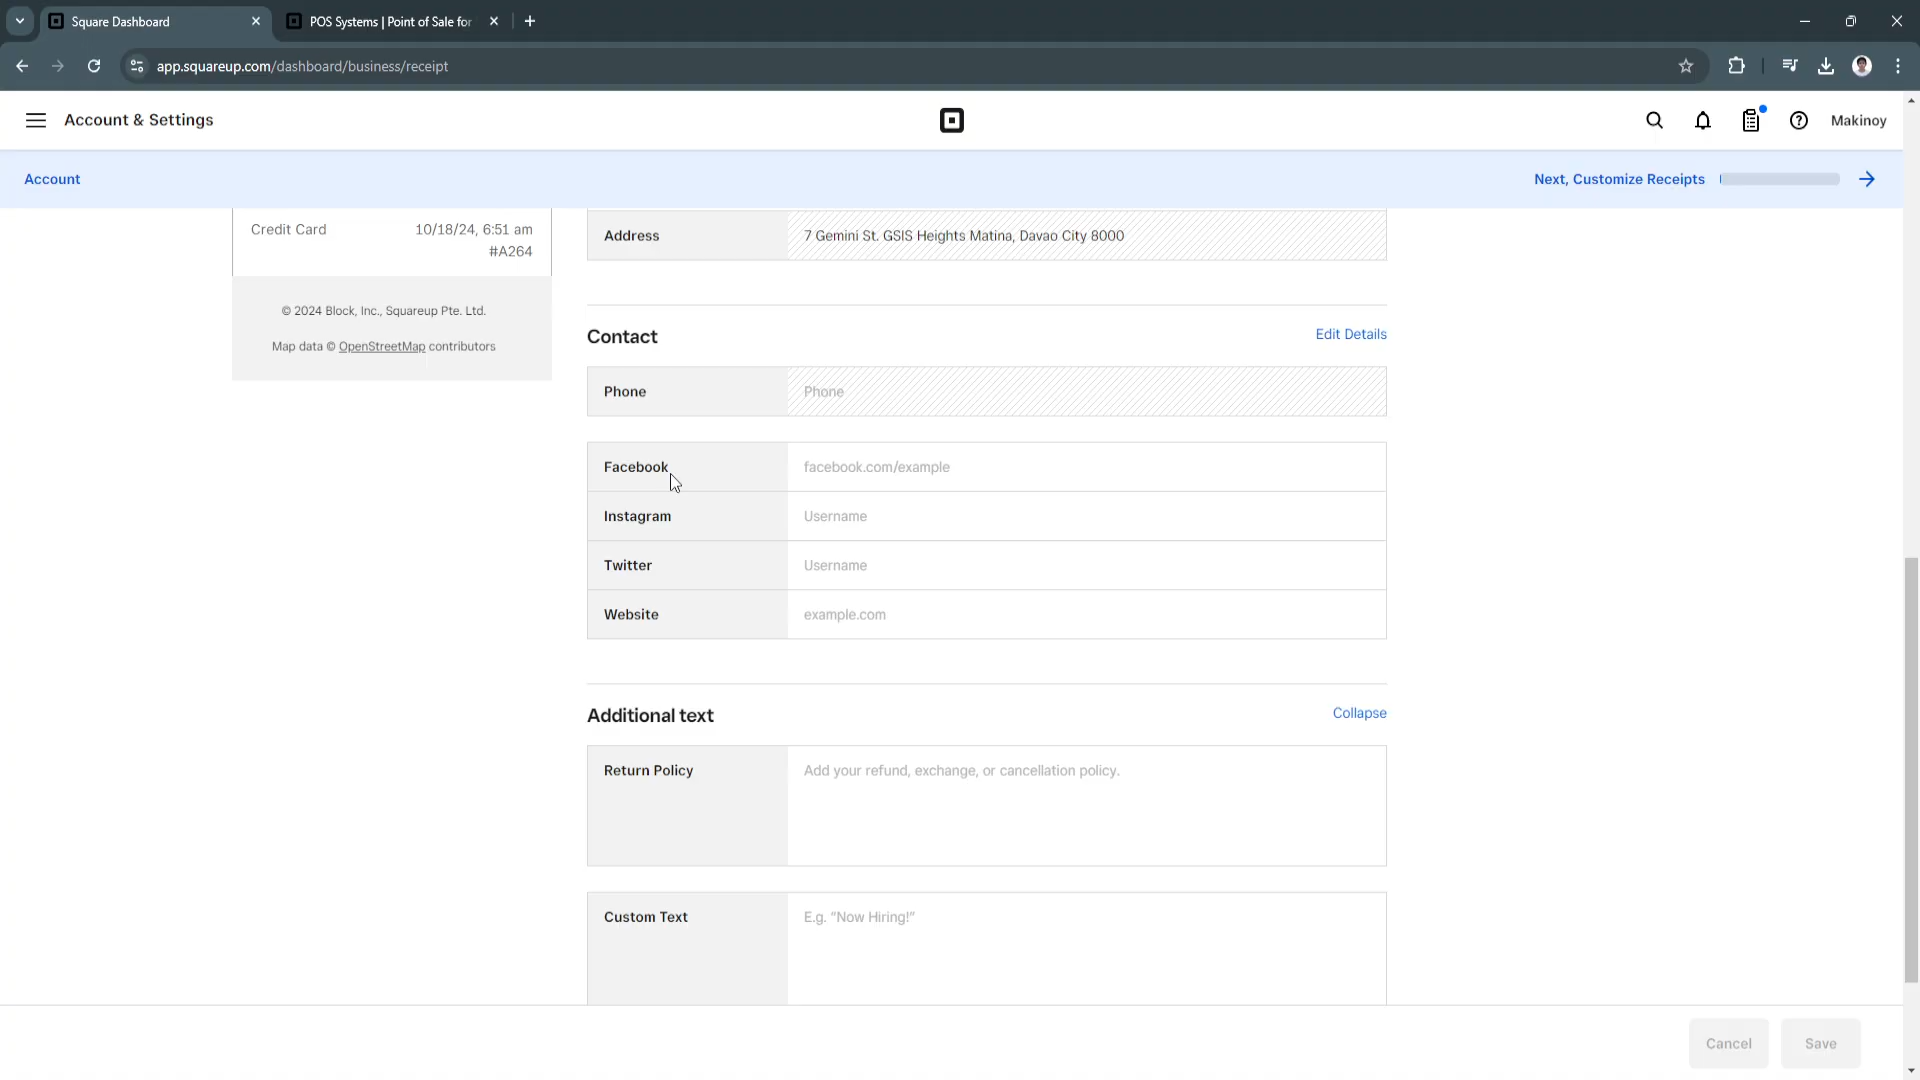 Square Dashboard
POS Systems | Point of Sale for
app.squareup.com/dashboard/business/receipt
Account & Settings
Makinoy
Account
Next, Customize Receipts
Credit Card 10/18/24, 6:51 am
#A264
© 2024 Block, Inc., Squareup Pte. Ltd.
Map data © OpenStreetMap contributors
Address 7 Gemini St. GSIS Heights Matina, Davao City 8000
Contact Edit Details
Phone Phone
Facebook facebook.com/example
Instagram Username
Twitter Username
Website example.com
Additional text Collapse
Return Policy Add your refund, exchange, or cancellation policy.
Custom Text E.g. “Now Hiring!”
Cancel Save